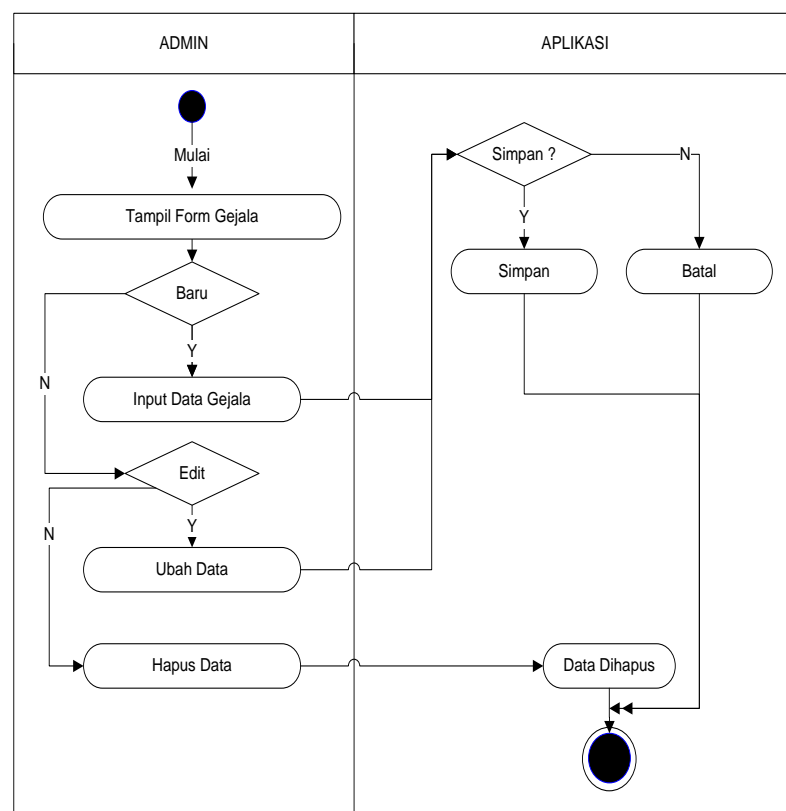 ADMIN
APLIKASI
Mulai
Simpan ?
N
Tampil Form Gejala
Y
Simpan
Batal
Baru
Y
N
Input Data Gejala
Edit
Y
N
Ubah Data
Hapus Data
Data Dihapus